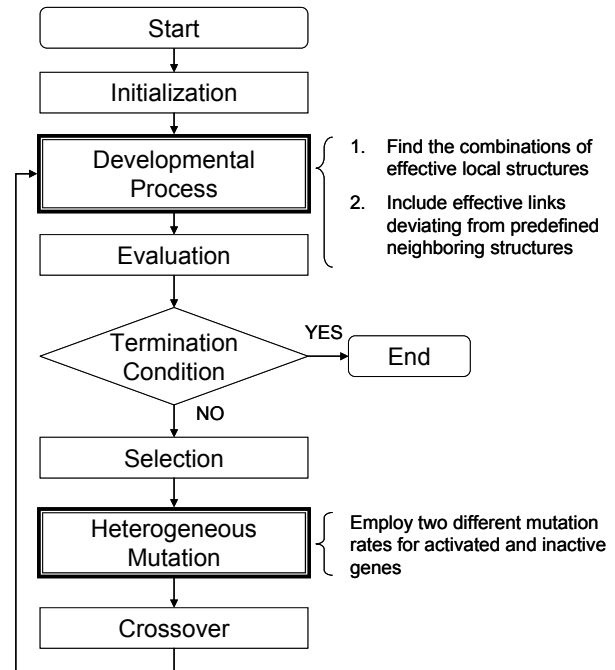 Start
Initialization
Developmental
Process
1. Find the combinations of
effective local structures
2. Include effective links
deviating from predefined
neighboring structures
Evaluation
Termination
Condition
YES
End
NO
Selection
Heterogeneous
Mutation
Employ two different mutation
rates for activated and inactive
genes
Crossover